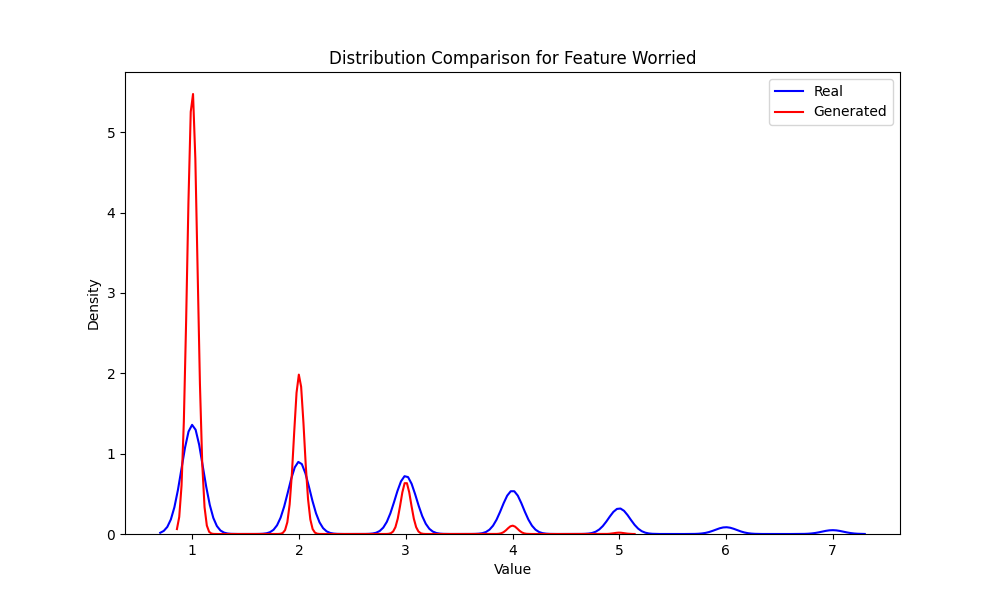 Distribution Comparison for Feature Worried
Real
Generated
Density
5
4
3
2
1
0
1 2 3 4 5 6 7
Value